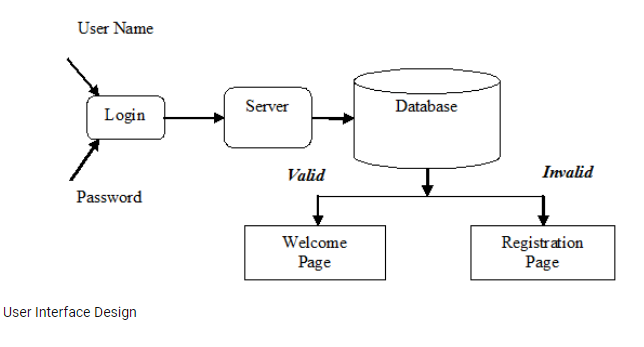 User Name
Login
Server
Database
Password
Valid
Invalid
Welcome
Page
Registration
Page
User Interface Design